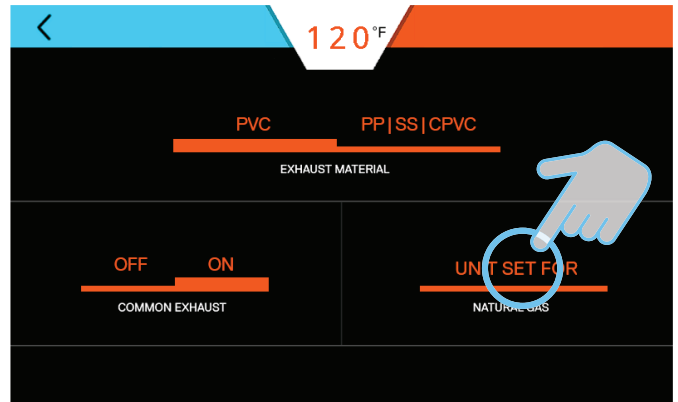 120°F
PVC PP|SS|CPVC
EXHAUST MATERIAL
OFF ON
COMMON EXHAUST
UNIT SET FOR
NATURAL GAS